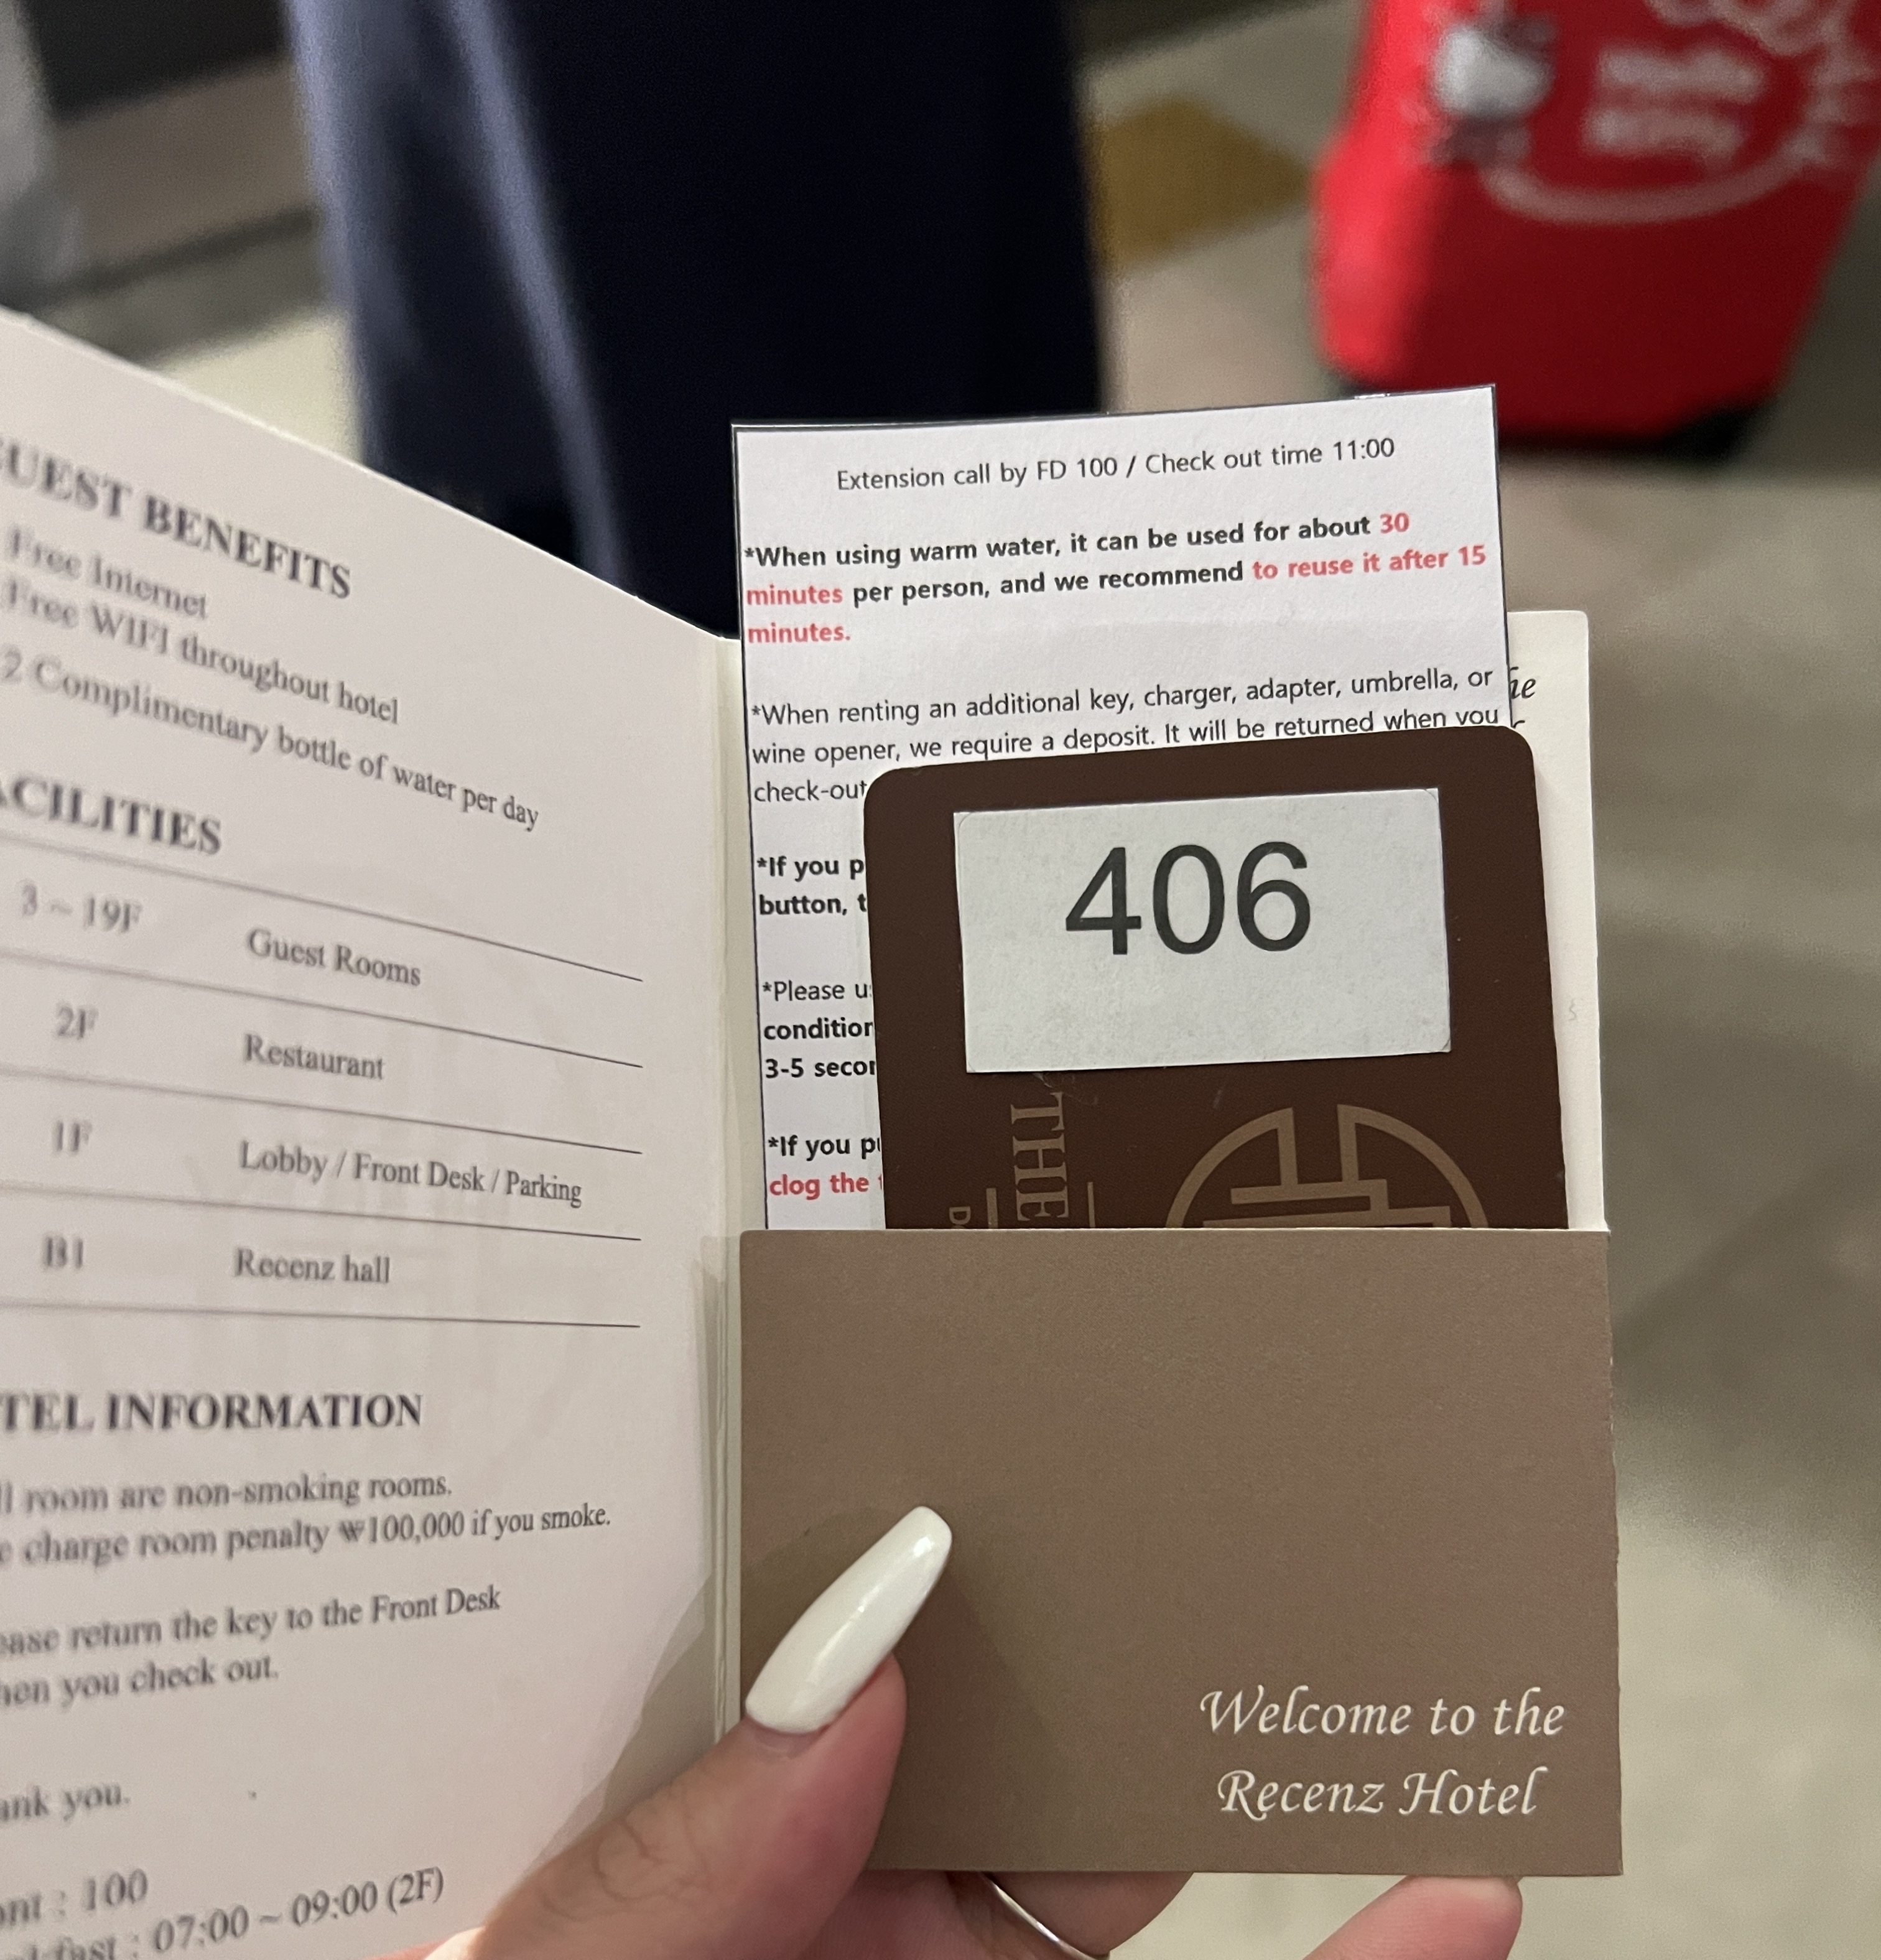 UEST BENEFITS
Free Internet
Free WIFI throughout hotel
2 Complimentary bottle of water per day
ACILITIES
3 ~ 19F Guest Rooms
2F Restaurant
1F Lobby / Front Desk / Parking
B1 Recenz hall
TEL INFORMATION
ll room are non-smoking rooms.
e charge room penalty ₩100,000 if you smoke.
ease return the key to the Front Desk
hen you check out.
ank you.
ont : 100
kfast : 07:00 ~ 09:00 (2F)
Extension call by FD 100 / Check out time 11:00
*When using warm water, it can be used for about 30
minutes per person, and we recommend to reuse it after 15
minutes.
*When renting an additional key, charger, adapter, umbrella, or
wine opener, we require a deposit. It will be returned when you
check-out
*If you p
button, t
*Please u
condition
3-5 secon
*If you pu
clog the
he
406
THE
D
Welcome to the
Recenz Hotel
Hello
Kitty